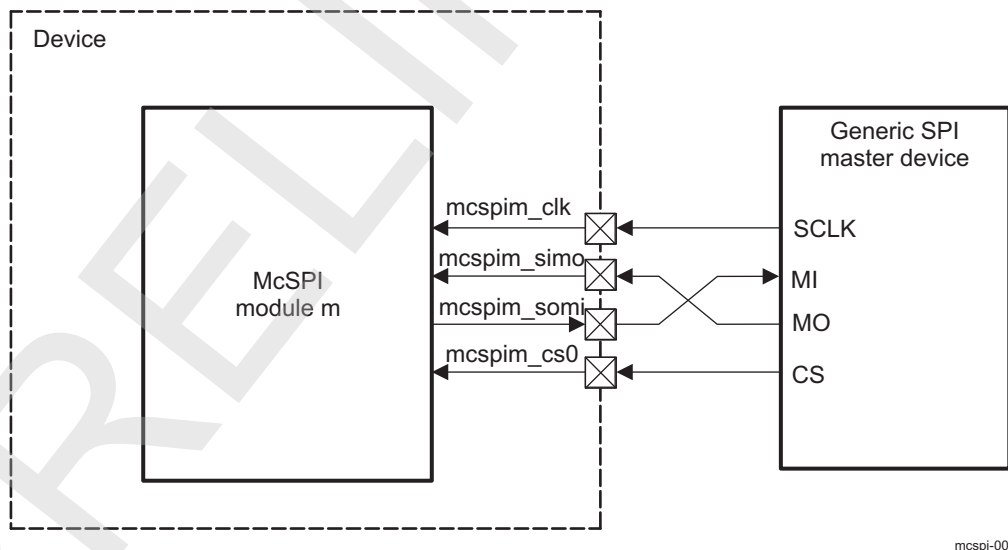 Device
Generic SPI
master device
mcspim_clk
SCLK
mcspim_simo
MI
McSPI
module m
mcspim_somi
MO
mcspim_cs0
CS
mcspi-00